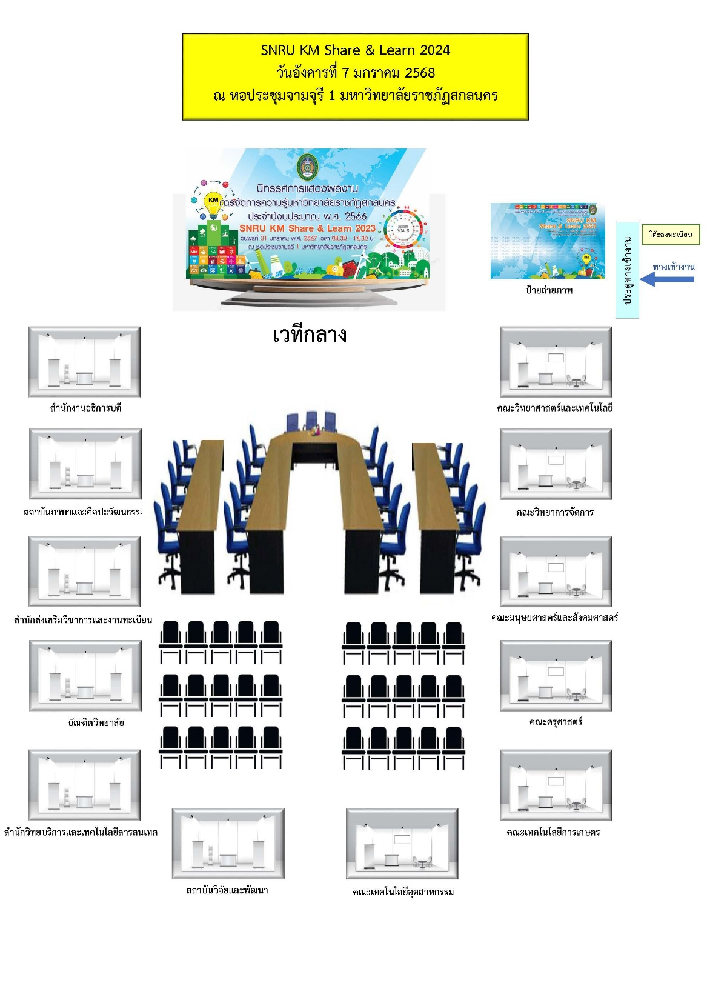 SNRU KM Share & Learn 2024
วันอังคารที่ 7 มกราคม 2568
ณ หอประชุมจามจุรี 1 มหาวิทยาลัยราชภัฏสกลนคร
นิทรรศการแสดงผลงาน
การจัดการความรู้มหาวิทยาลัยราชภัฏสกลนคร
ประจำปีงบประมาณ พ.ศ. 2566
SNRU KM Share & Learn 2023
วันพุธที่ 31 มกราคม พ.ศ. 2567 เวลา 08.30 - 16.30 น.
ณ หอประชุมจามจุรี 1 มหาวิทยาลัยราชภัฏสกลนคร
KM
GOALS
SNRU KM
Share & Learn 2023
KM
ป้ายถ่ายภาพ
ประตูทางเข้างาน
โต๊ะลงทะเบียน
ทางเข้างาน
เวทีกลาง
สำนักงานอธิการบดี
คณะวิทยาศาสตร์และเทคโนโลยี
สถาบันภาษาและศิลปะวัฒนธรร
คณะวิทยาการจัดการ
สำนักส่งเสริมวิชาการและงานทะเบียน
คณะมนุษยศาสตร์และสังคมศาสตร์
บัณฑิตวิทยาลัย
คณะครุศาสตร์
สำนักวิทยบริการและเทคโนโลยีสารสนเทศ
คณะเทคโนโลยีการเกษตร
สถาบันวิจัยและพัฒนา
คณะเทคโนโลยีอุตสาหกรรม